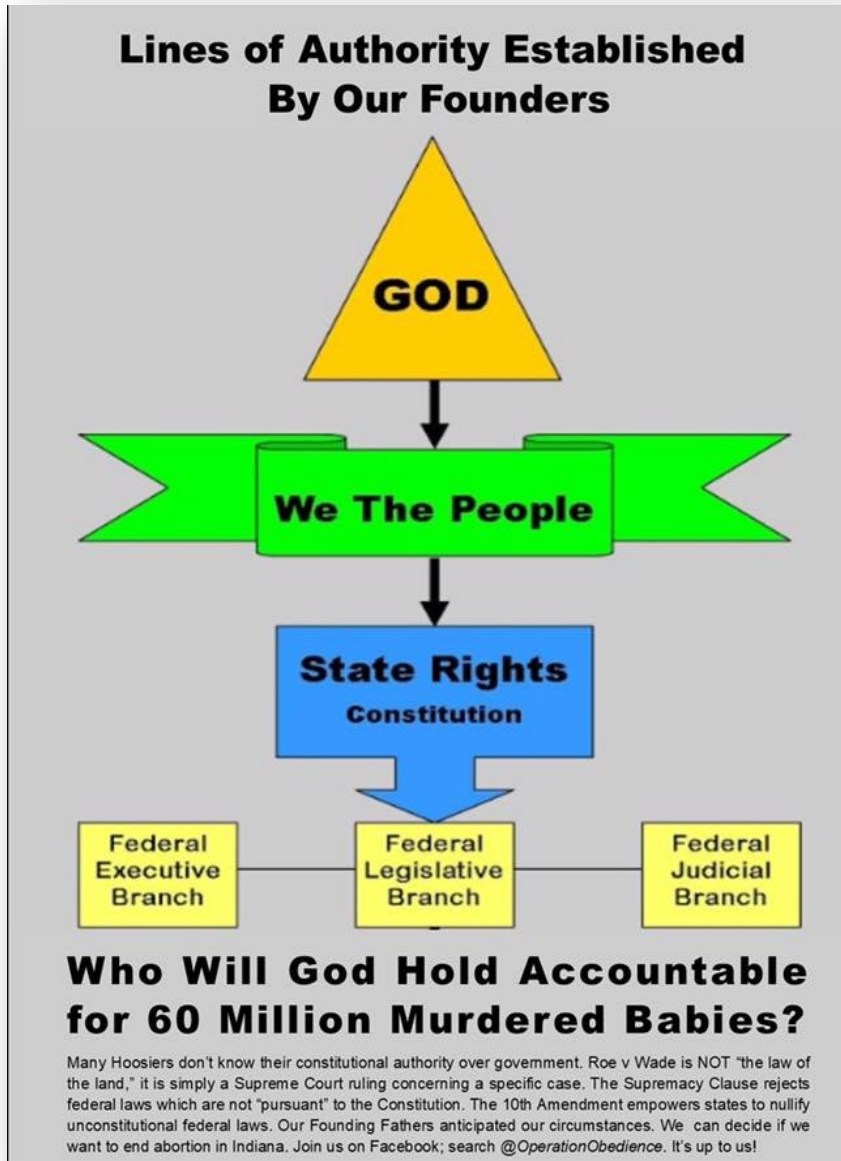 Lines of Authority Established
By Our Founders
GOD
We The People
State Rights
Constitution
Federal
Executive
Branch
Federal
Legislative
Branch
Federal
Judicial
Branch
Who Will God Hold Accountable
for 60 Million Murdered Babies?
Many Hoosiers don't know their constitutional authority over government. Roe v Wade is NOT "the law of
the land," it is simply a Supreme Court ruling concerning a specific case. The Supremacy Clause rejects
federal laws which are not "pursuant" to the Constitution. The 10th Amendment empowers states to nullify
unconstitutional federal laws. Our Founding Fathers anticipated our circumstances. We can decide if we
want to end abortion in Indiana. Join us on Facebook; search @OperationObedience. It's up to us!